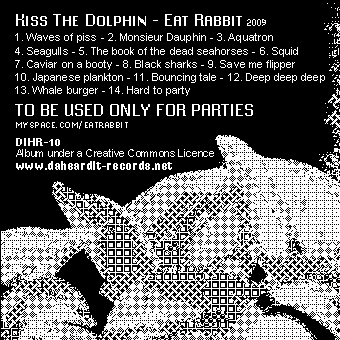 Kiss The Dolphin - Eat Rabbit 2009
1. Waves of piss - 2. Monsieur Dauphin - 3. Aquatron
4. Seagulls - 5. The book of the dead seahorses - 6. Squid
7. Caviar on a booty - 8. Black sharks - 9. Save me flipper
10. Japanese plankton - 11. Bouncing tale - 12. Deep deep deep
13. Whale burger - 14. Hard to party
TO BE USED ONLY FOR PARTIES
MYSPACE.COM/EATRABBIT
DIHR-10
Album under a Creative Commons Licence
www.daheardit-records.net